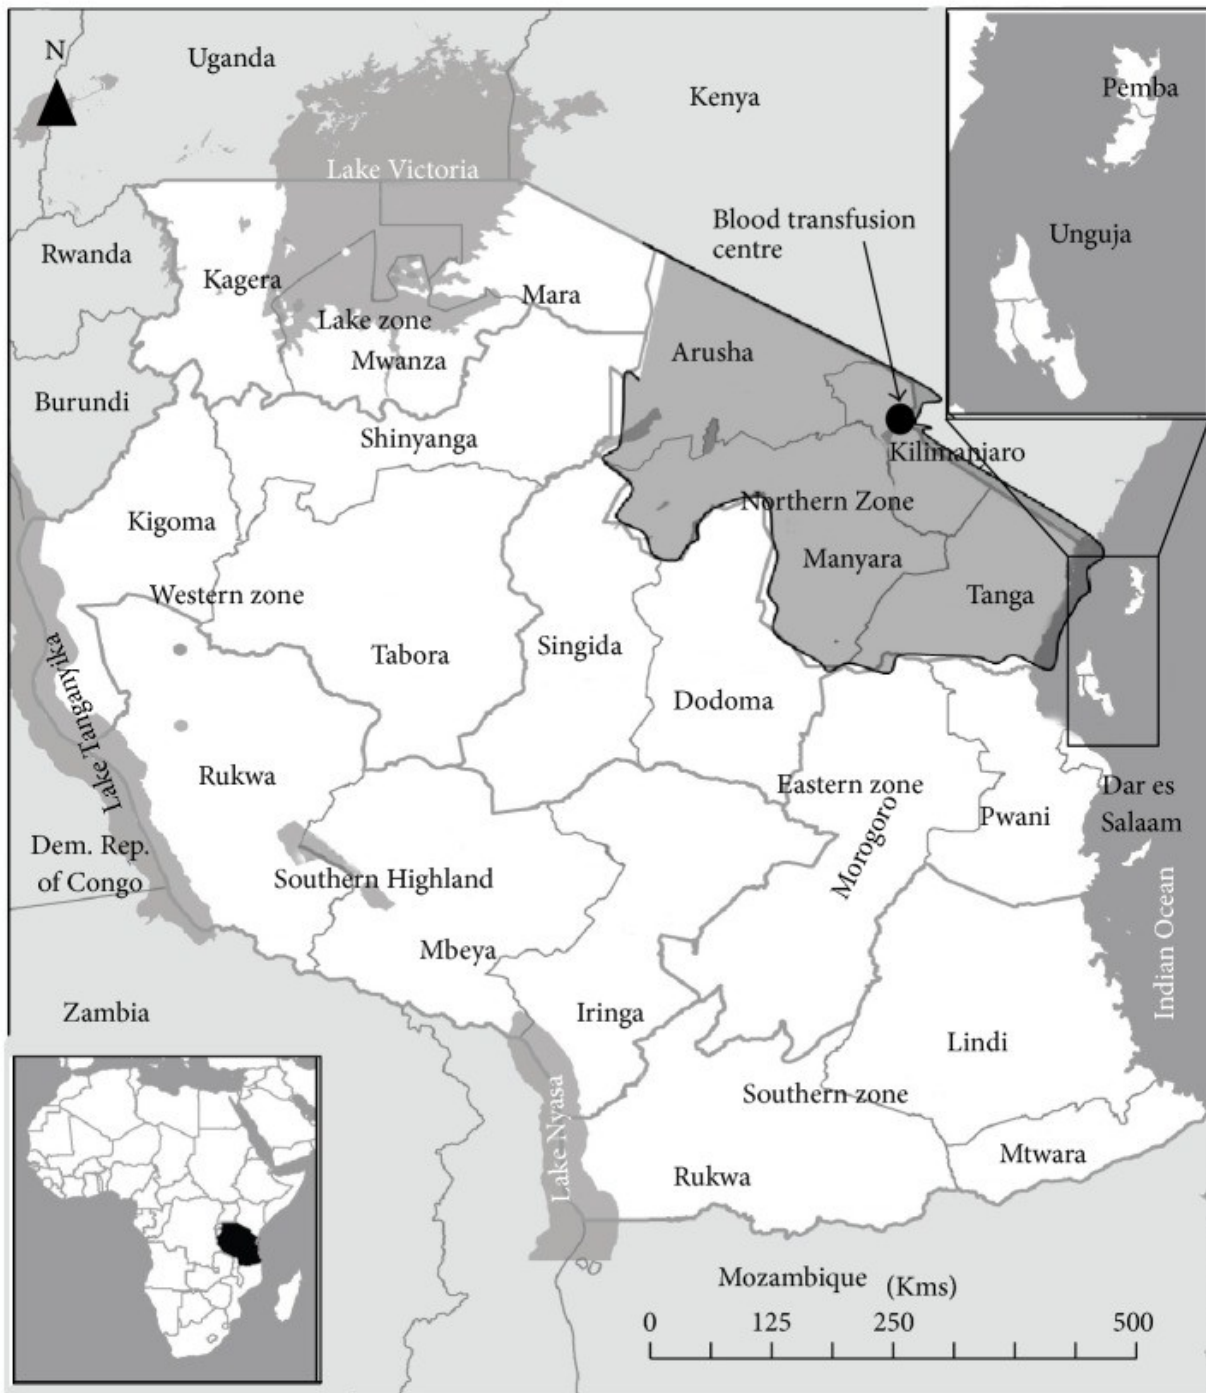 N
Uganda
Kenya
Pemba
Lake Victoria
Blood transfusion
centre
Unguja
Rwanda
Kagera
Mara
Lake zone
Arusha
Mwanza
Burundi
Shinyanga
Kilimanjaro
Northern Zone
Kigoma
Manyara
Western zone
Tanga
Singida
Tabora
Lake Tanganyika
Dodoma
Rukwa
Eastern zone
Dar es
Salaam
Pwani
Morogoro
Dem. Rep.
of Congo
Southern Highland
Mbeya
Indian Ocean
Zambia
Iringa
Lindi
Southern zone
Lake Nyasa
Mtwara
Rukwa
Mozambique (Kms)
0 125 250 500